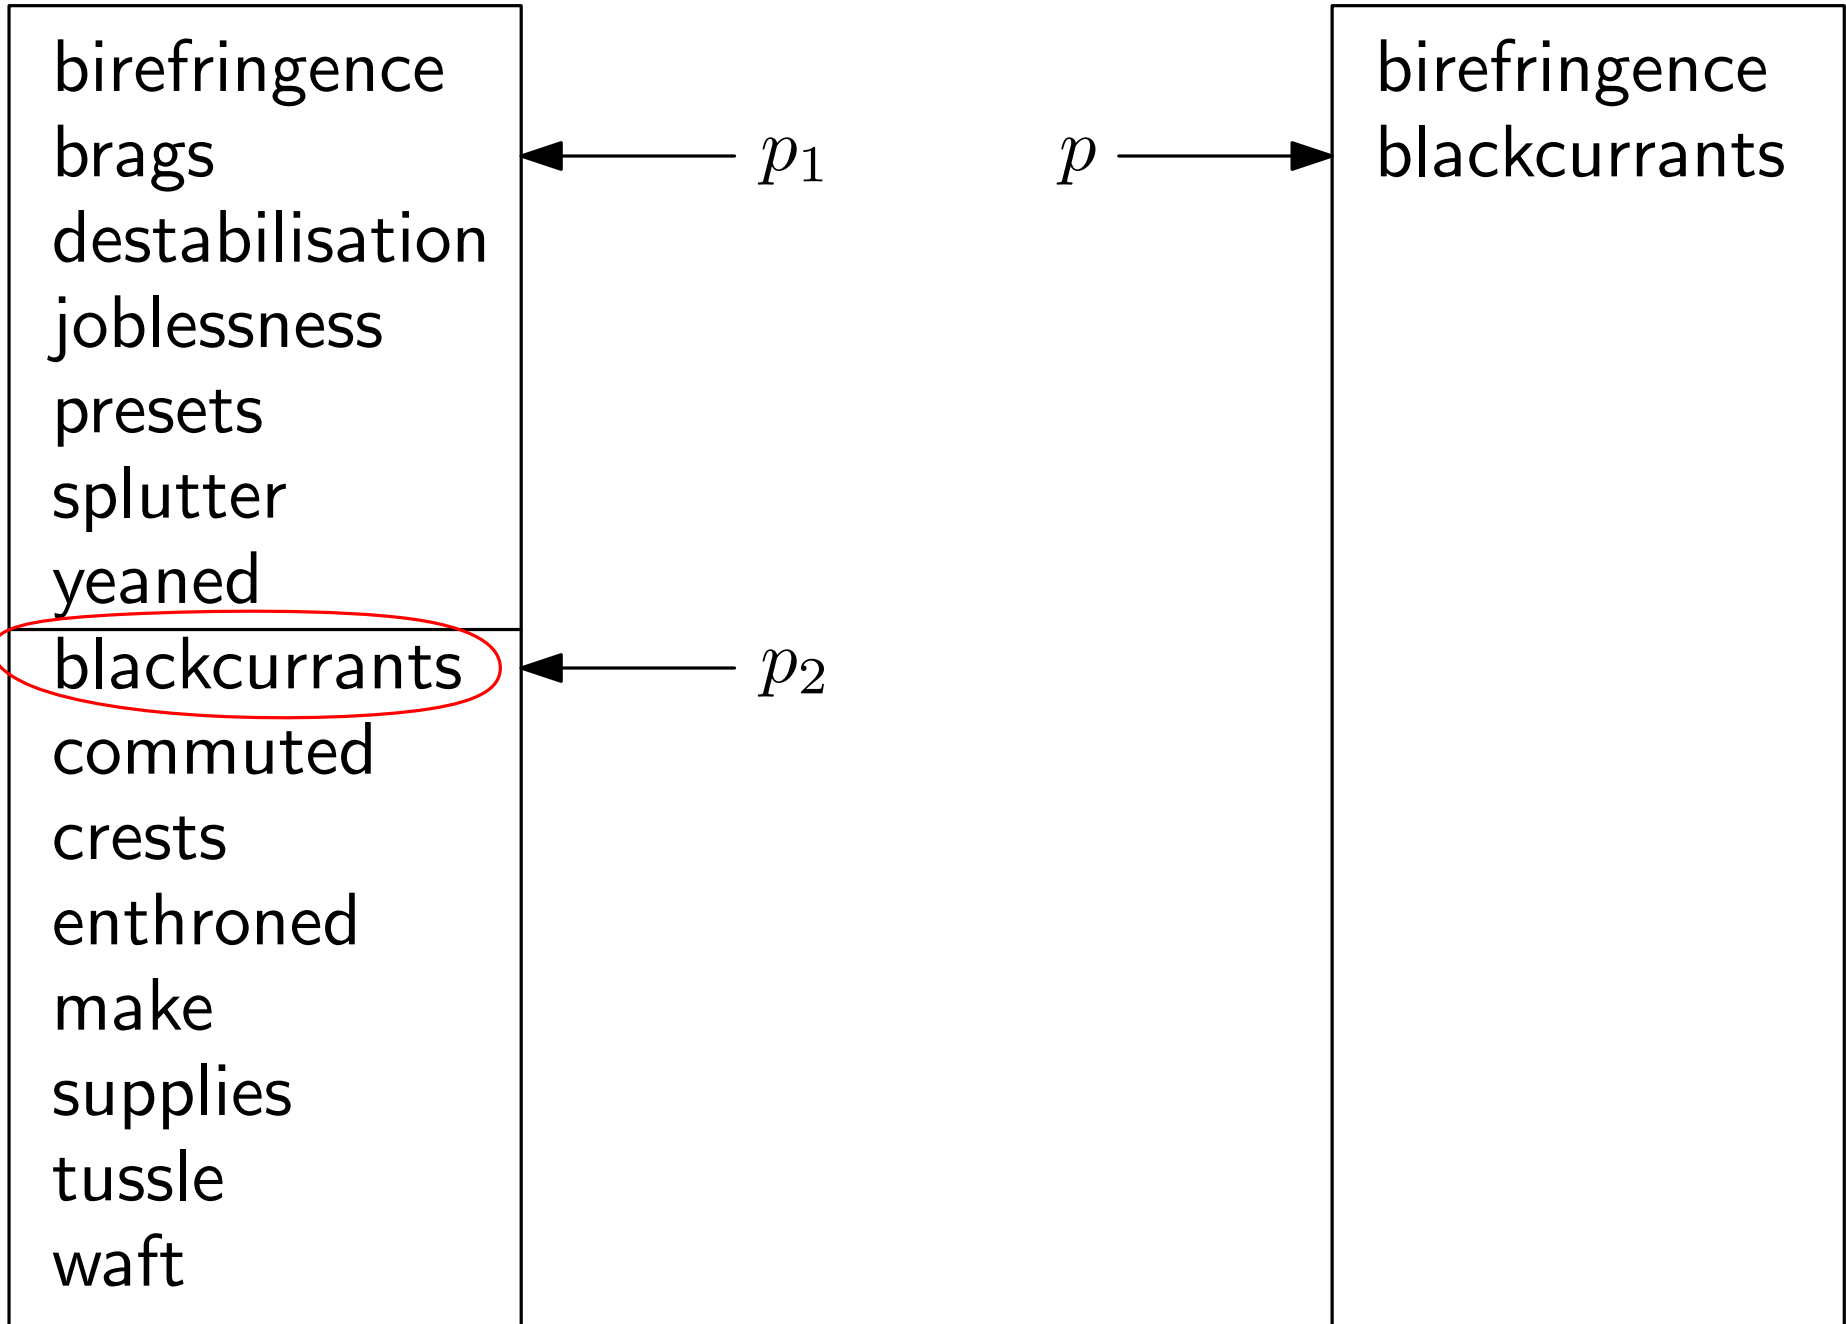 birefringence
brags
destabilisation
joblessness
presets
splutter
yeaned
blackcurrants
commuted
crests
enthroned
make
supplies
tussle
waft
p₁
p₂
p
birefringence
blackcurrants